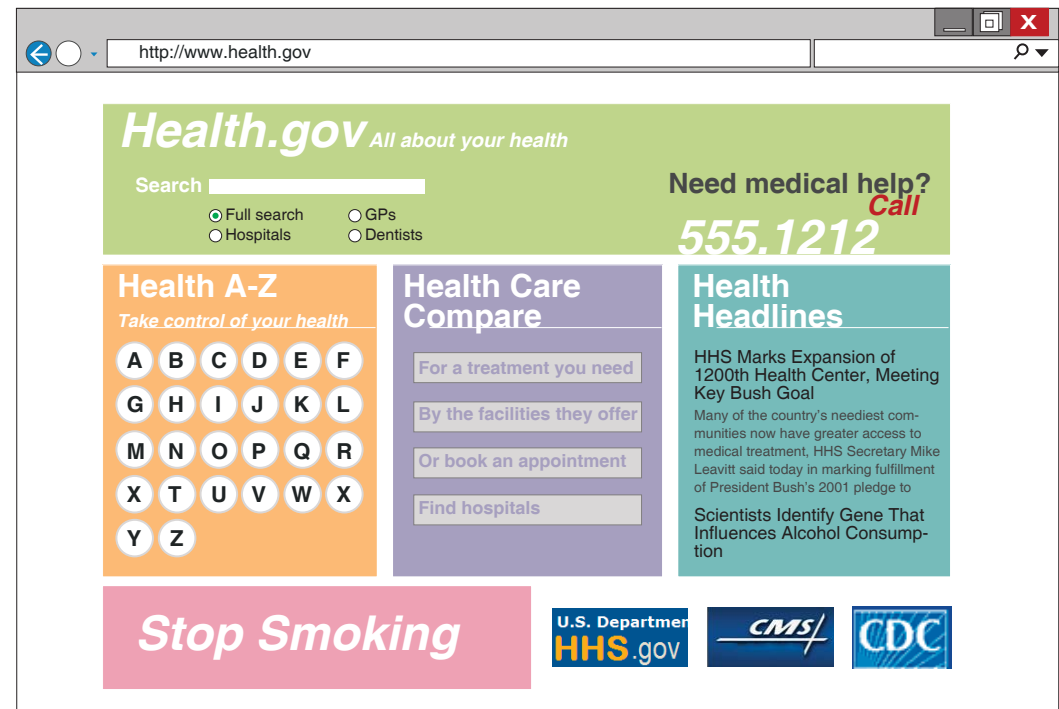 X
http://www.health.gov
Health.gov All about your health
Search
Full search
GPs
Hospitals
Dentists
Need medical help?
Call
555.1212
Health A-Z
Take control of your health
A B C D E F
G H I J K L
M N O P Q R
X T U V W X
Y Z
Health Care
Compare
For a treatment you need
By the facilities they offer
Or book an appointment
Find hospitals
Health
Headlines
HHS Marks Expansion of
1200th Health Center, Meeting
Key Bush Goal
Many of the country's neediest com-
munities now have greater access to
medical treatment, HHS Secretary Mike
Leavitt said today in marking fulfillment
of President Bush's 2001 pledge to
Scientists Identify Gene That
Influences Alcohol Consump-
tion
Stop Smoking
U.S. Departmen
HHS.gov
CMS
CDC